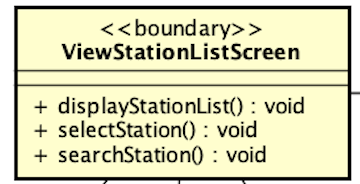 <<boundary>>
ViewStationListScreen
+ displayStationList() : void
+ selectStation() : void
+ searchStation() : void